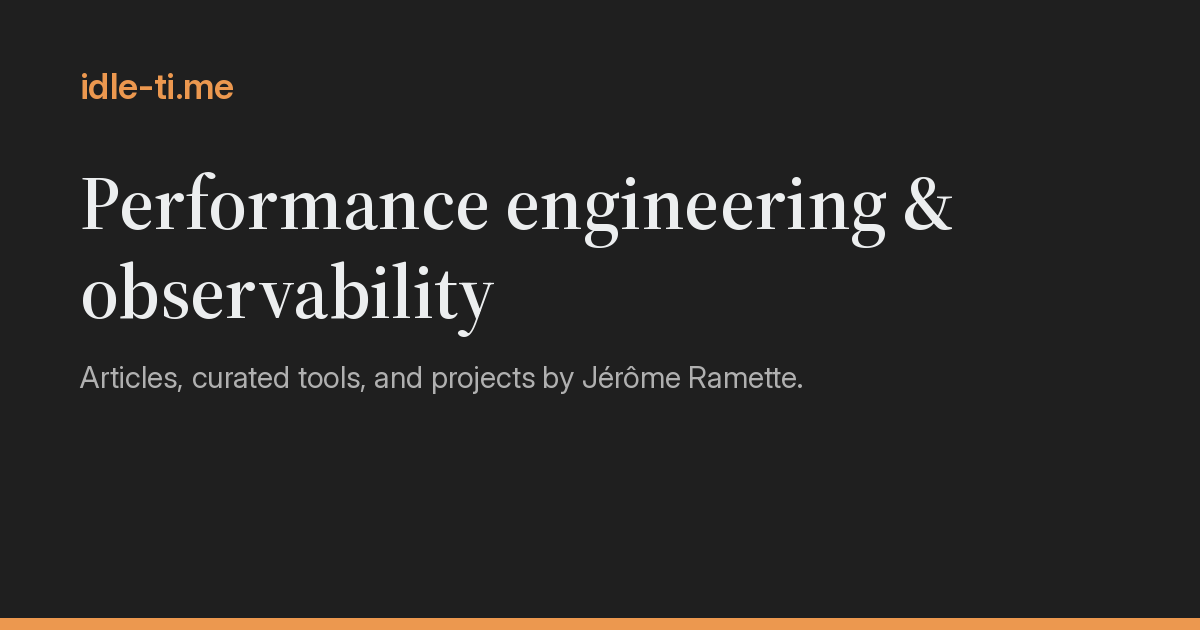 idle-ti.me
Performance engineering &
observability
Articles, curated tools, and projects by Jérôme Ramette.